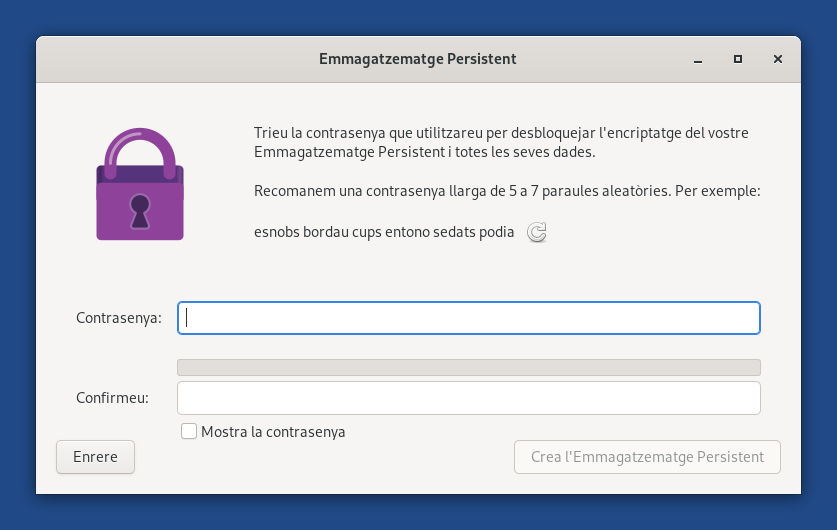 Emmagatzematge Persistent
Trieu la contrasenya que utilitzareu per desbloquejar l'encriptatge del vostre
Emmagatzematge Persistent i totes les seves dades.
Recomanem una contrasenya llarga de 5 a 7 paraules aleatòries. Per exemple:
esnobs bordau cups entono sedats podia
Contrasenya:
Confirmeu:
Mostra la contrasenya
Enrere
Crea l'Emmagatzematge Persistent